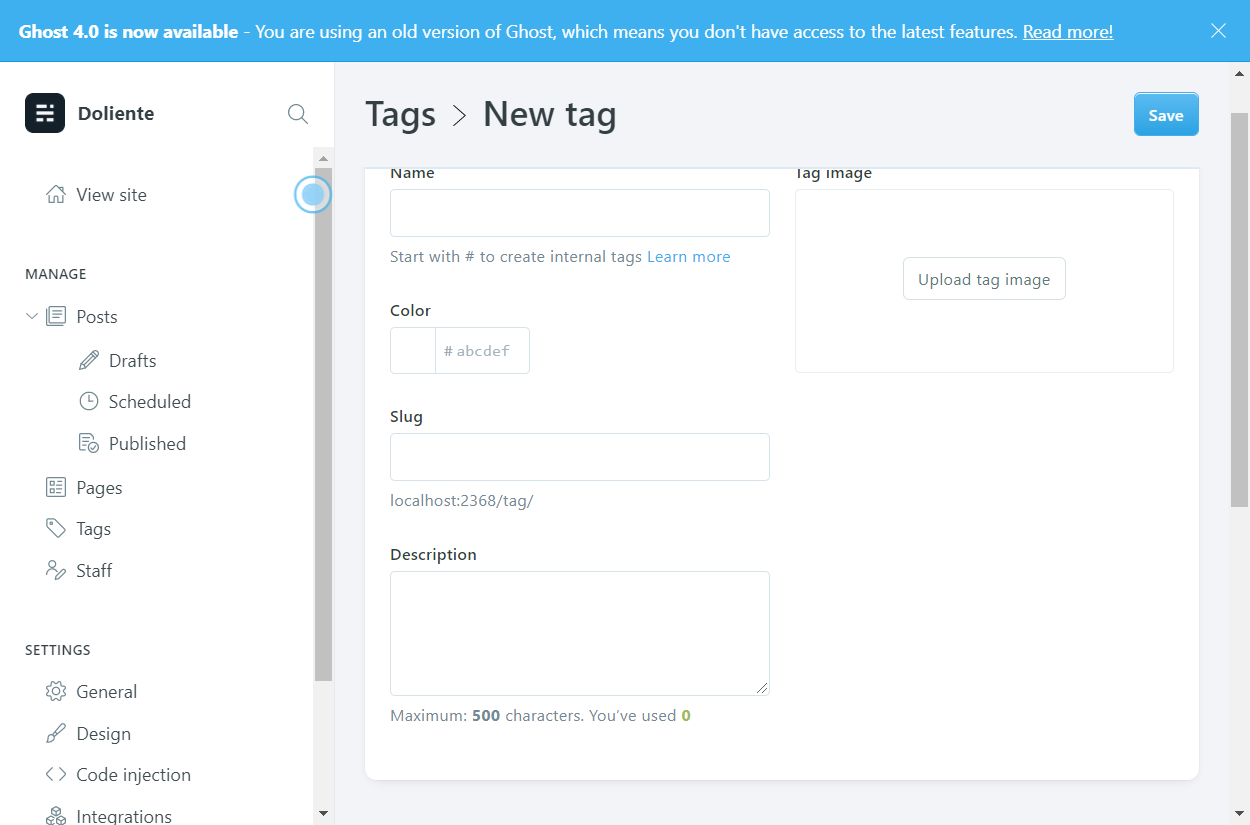 Ghost 4.0 is now available - You are using an old version of Ghost, which means you don't have access to the latest features. Read more!
Doliente
View site
MANAGE
Posts
Drafts
Scheduled
Published
Pages
Tags
Staff
SETTINGS
General
Design
Code injection
Integrations
Tags > New tag
Save
Name
Start with # to create internal tags Learn more
Color
# abcdef
Slug
localhost:2368/tag/
Description
Maximum: 500 characters. You've used 0
Tag image
Upload tag image